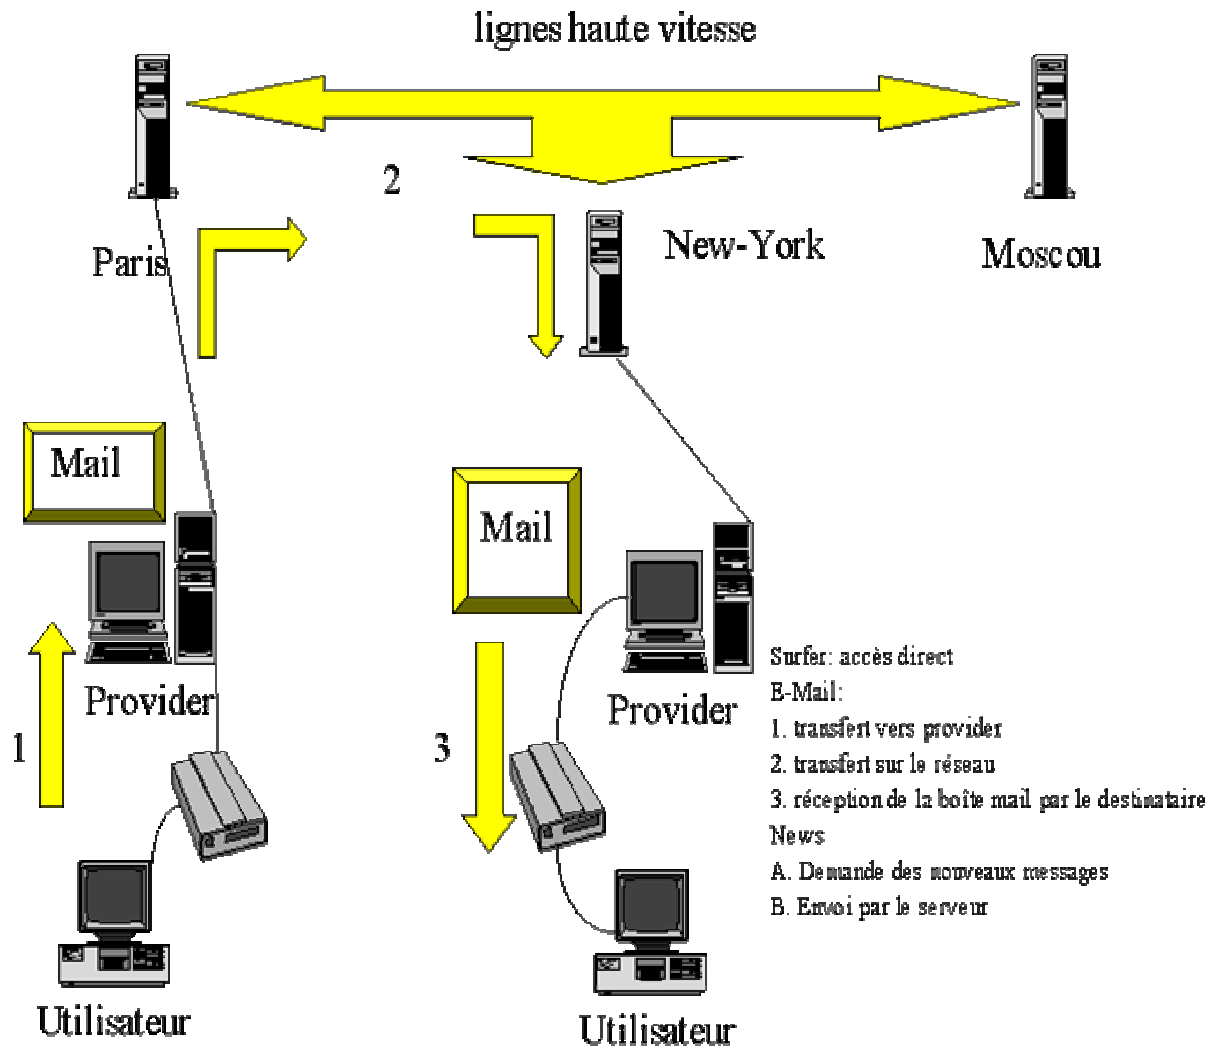 lignes haute vitesse
2
Paris
New-York
Moscou
Mail
Mail
Provider
Provider
1
3
Surfer: accès direct
E-Mail:
1. transfert vers provider
2. transfert sur le réseau
3. réception de la boîte mail par le destinataire
News
A. Demande des nouveaux messages
B. Envoi par le serveur
Utilisateur
Utilisateur